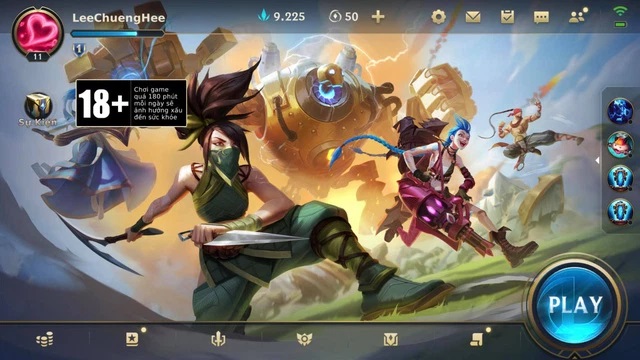 LeeChuengHee
9.225
50
11
1
Sự Kiện
18+
Chơi game
quá 180 phút
mỗi ngày sẽ
ảnh hưởng xấu
đến sức khỏe
PLAY